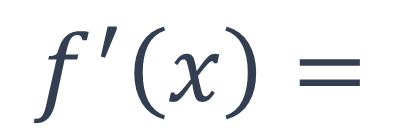 f′(x) =